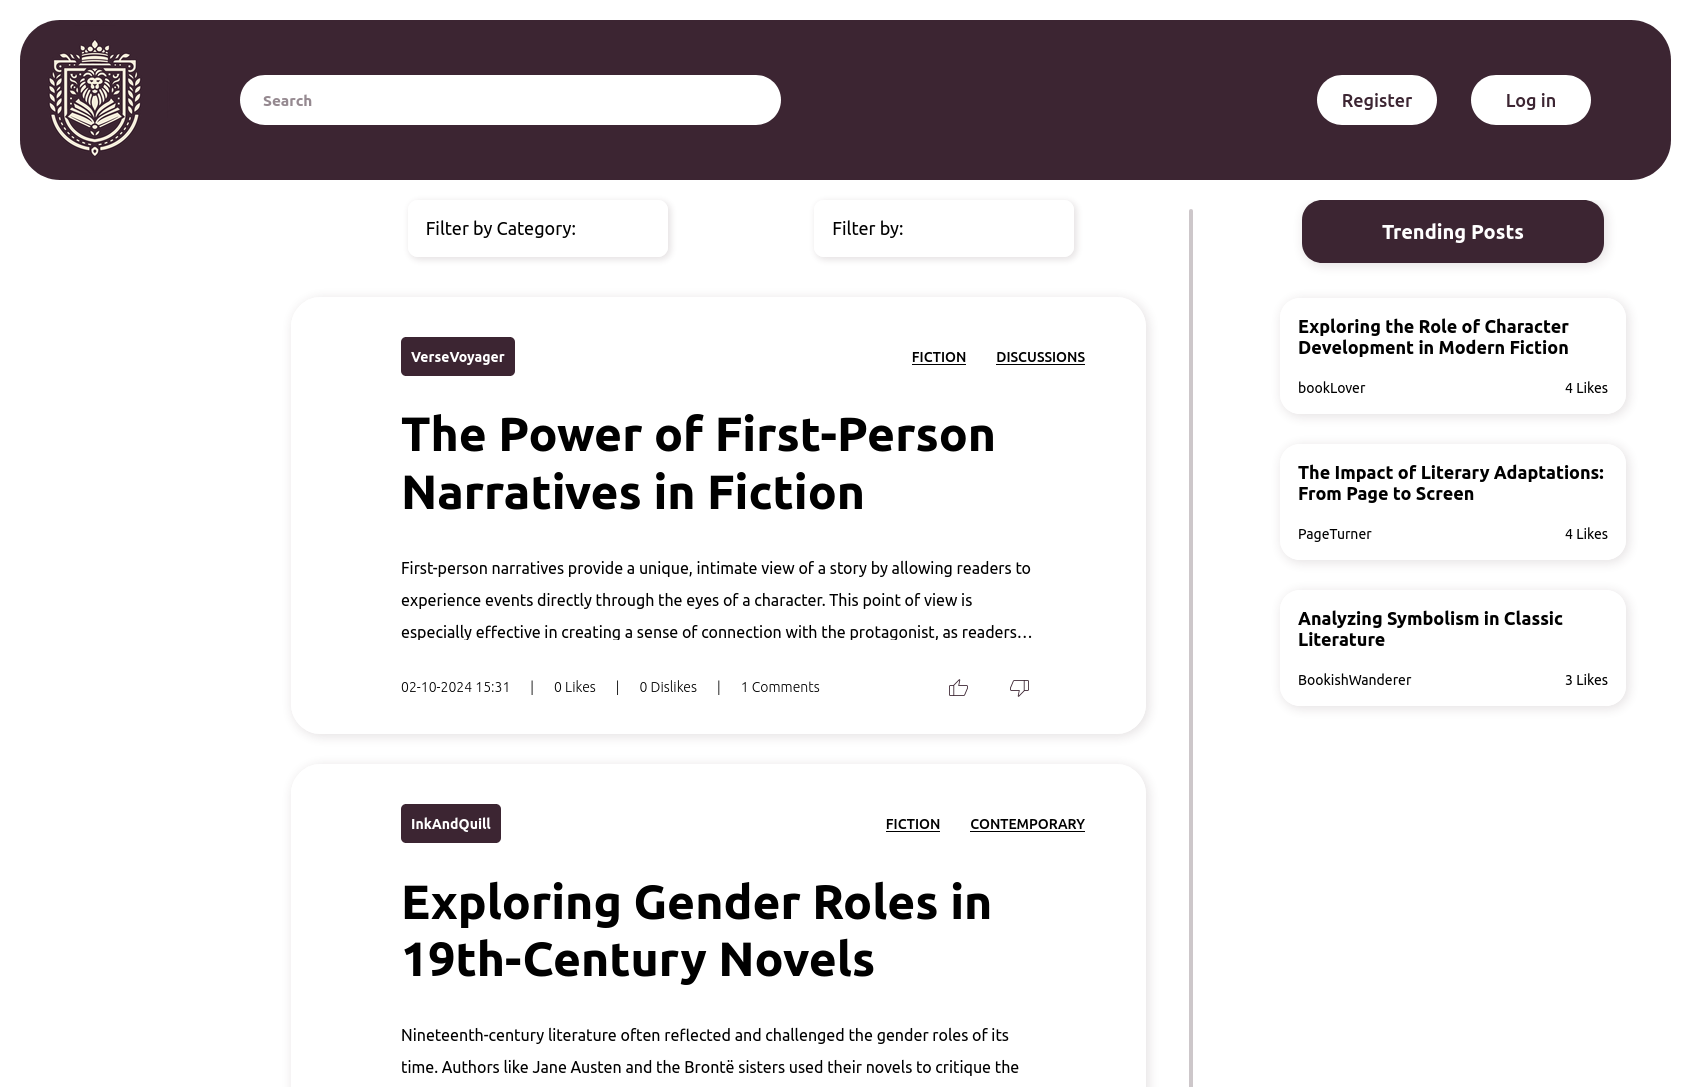 Search
Register
Log in
Filter by Category:
Filter by:
VerseVoyager
FICTION
DISCUSSIONS
The Power of First-Person
Narratives in Fiction
First-person narratives provide a unique, intimate view of a story by allowing readers to
experience events directly through the eyes of a character. This point of view is
especially effective in creating a sense of connection with the protagonist, as readers…
02-10-2024 15:31 | 0 Likes | 0 Dislikes | 1 Comments
InkAndQuill
FICTION
CONTEMPORARY
Exploring Gender Roles in
19th-Century Novels
Nineteenth-century literature often reflected and challenged the gender roles of its
time. Authors like Jane Austen and the Brontë sisters used their novels to critique the
Trending Posts
Exploring the Role of Character
Development in Modern Fiction
bookLover
4 Likes
The Impact of Literary Adaptations:
From Page to Screen
PageTurner
4 Likes
Analyzing Symbolism in Classic
Literature
BookishWanderer
3 Likes